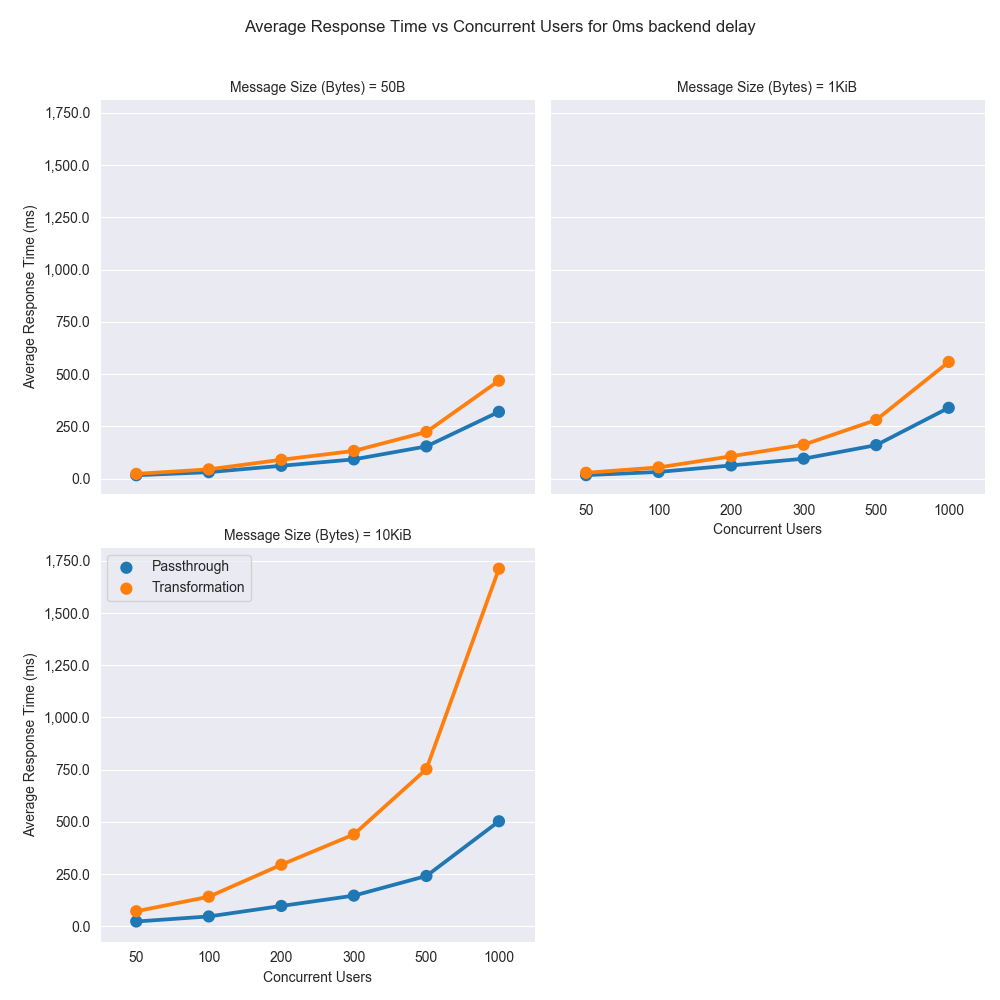 Average Response Time vs Concurrent Users for 0ms backend delay
Message Size (Bytes) = 50B
1,750.0
1,500.0
1,250.0
1,000.0
750.0
500.0
250.0
0.0
Average Response Time (ms)
Message Size (Bytes) = 1KiB
50 100 200 300 500 1000
Concurrent Users
Message Size (Bytes) = 10KiB
Passthrough
Transformation
1,750.0
1,500.0
1,250.0
1,000.0
750.0
500.0
250.0
0.0
Average Response Time (ms)
50 100 200 300 500 1000
Concurrent Users